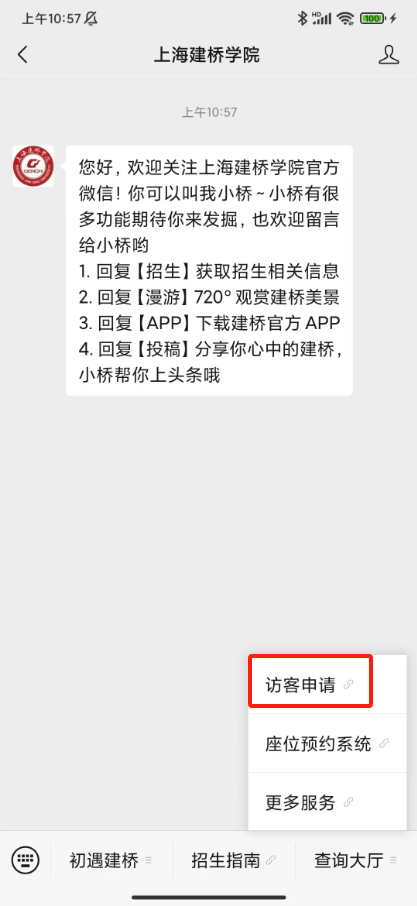 上午10:57
HD
100
上海建桥学院
上午10:57
GENCH
您好，欢迎关注上海建桥学院官方
微信！你可以叫我小桥～小桥有很
多功能期待你来发掘，也欢迎留言
给小桥哟
1. 回复【招生】获取招生相关信息
2. 回复【漫游】720° 观赏建桥美景
3. 回复【APP】下载建桥官方 APP
4. 回复【投稿】分享你心中的建桥，
小桥帮你上头条哦
访客申请
座位预约系统
更多服务
初遇建桥
招生指南
查询大厅